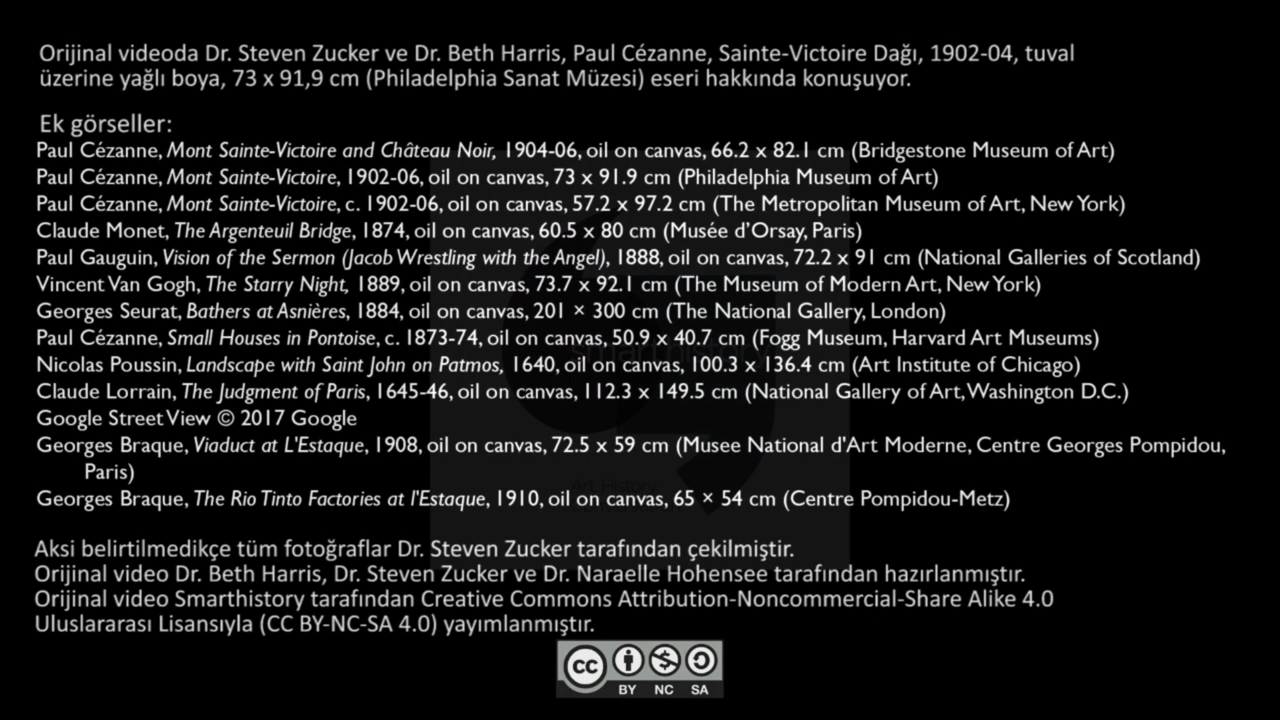 Orijinal videoda Dr. Steven Zucker ve Dr. Beth Harris, Paul Cézanne, Sainte-Victoire Dağı, 1902-04, tuval
üzerine yağlı boya, 73 x 91,9 cm (Philadelphia Sanat Müzesi) eseri hakkında konuşuyor.
Ek görseller:
Paul Cézanne, Mont Sainte-Victoire and Château Noir, 1904-06, oil on canvas, 66.2 x 82.1 cm (Bridgestone Museum of Art)
Paul Cézanne, Mont Sainte-Victoire, 1902-06, oil on canvas, 73 x 91.9 cm (Philadelphia Museum of Art)
Paul Cézanne, Mont Sainte-Victoire, c. 1902-06, oil on canvas, 57.2 x 97.2 cm (The Metropolitan Museum of Art, New York)
Claude Monet, The Argenteuil Bridge, 1874, oil on canvas, 60.5 x 80 cm (Musée d’Orsay, Paris)
Paul Gauguin, Vision of the Sermon (Jacob Wrestling with the Angel), 1888, oil on canvas, 72.2 x 91 cm (National Galleries of Scotland)
Vincent Van Gogh, The Starry Night, 1889, oil on canvas, 73.7 x 92.1 cm (The Museum of Modern Art, New York)
Georges Seurat, Bathers at Asnières, 1884, oil on canvas, 201 × 300 cm (The National Gallery, London)
Paul Cézanne, Small Houses in Pontoise, c. 1873-74, oil on canvas, 50.9 x 40.7 cm (Fogg Museum, Harvard Art Museums)
Nicolas Poussin, Landscape with Saint John on Patmos, 1640, oil on canvas, 100.3 x 136.4 cm (Art Institute of Chicago)
Claude Lorrain, The Judgment of Paris, 1645-46, oil on canvas, 112.3 x 149.5 cm (National Gallery of Art, Washington D.C.)
Google Street View © 2017 Google
Georges Braque, Viaduct at L'Estaque, 1908, oil on canvas, 72.5 x 59 cm (Musee National d'Art Moderne, Centre Georges Pompidou,
Paris)
Georges Braque, The Rio Tinto Factories at l'Estaque, 1910, oil on canvas, 65 × 54 cm (Centre Pompidou-Metz)
Aksi belirtilmedikçe tüm fotoğraflar Dr. Steven Zucker tarafından çekilmiştir.
Orijinal video Dr. Beth Harris, Dr. Steven Zucker ve Dr. Naraelle Hohensee tarafından hazırlanmıştır.
Orijinal video Smarthistory tarafından Creative Commons Attribution-Noncommercial-Share Alike 4.0
Uluslararası Lisansıyla (CC BY-NC-SA 4.0) yayımlanmıştır.
cc
BY NC SA